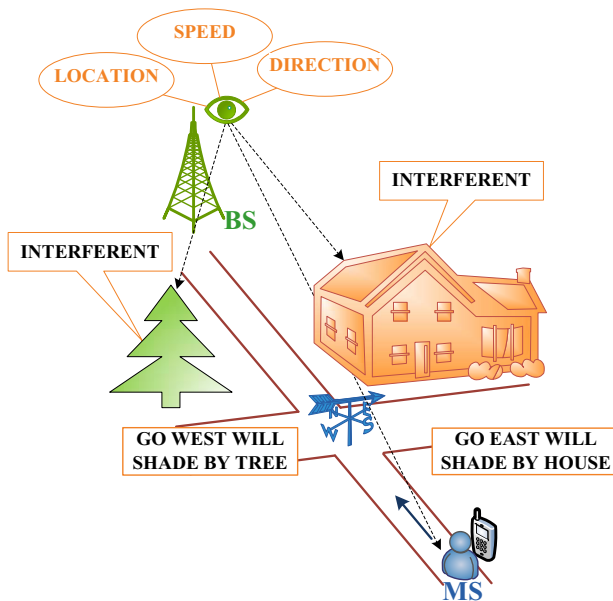 SPEED
LOCATION
DIRECTION
BS
INTERFERENT
INTERFERENT
W
S
E
GO WEST WILL
SHADE BY TREE
GO EAST WILL
SHADE BY HOUSE
MS